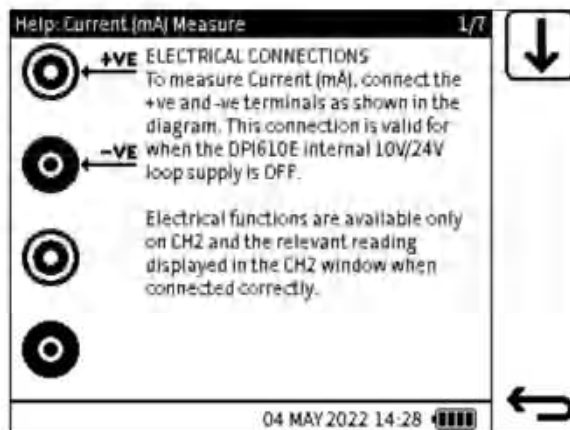 Help: Current (mA) Measure 1/7
+VE ELECTRICAL CONNECTIONS
To measure Current (mA), connect the
+ve and -ve terminals as shown in the
diagram. This connection is valid for
-VE when the DPI610E internal 10V/24V
loop supply is OFF.
Electrical functions are available only
on CH2 and the relevant reading
displayed in the CH2 window when
connected correctly.
04 MAY 2022 14:28